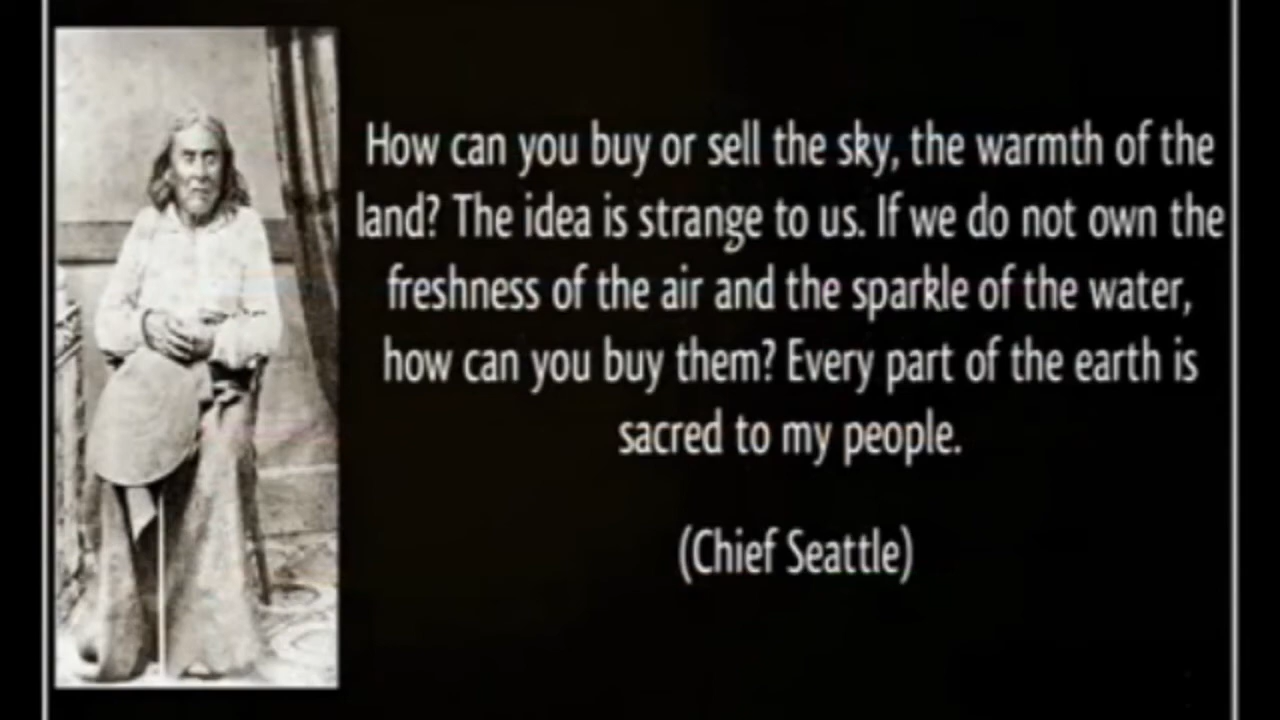 How can you buy or sell the sky, the warmth of the
land? The idea is strange to us. If we do not own the
freshness of the air and the sparkle of the water,
how can you buy them? Every part of the earth is
sacred to my people.
(Chief Seattle)